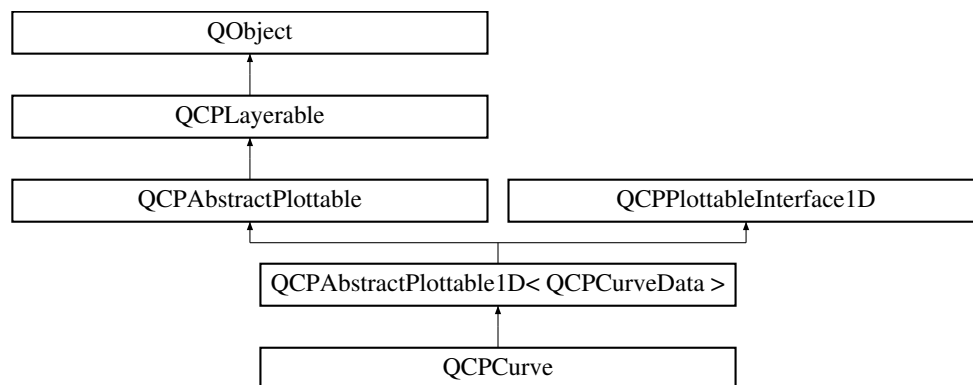 QObject
QCPLayerable
QCPAbstractPlottable
QCPPlottableInterface1D
QCPAbstractPlottable1D< QCPCurveData >
QCPCurve